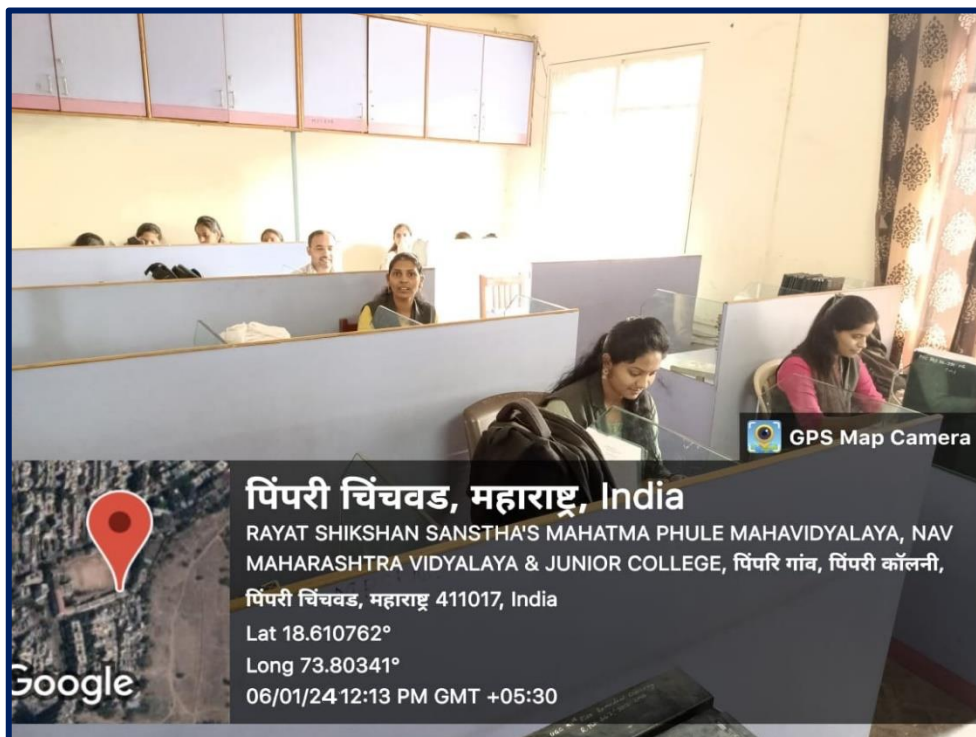 GPS Map Camera
पिंपरी चिंचवड, महाराष्ट्र, India
RAYAT SHIKSHAN SANSTHA'S MAHATMA PHULE MAHAVIDYALAYA, NAV
MAHARASHTRA VIDYALAYA & JUNIOR COLLEGE, पिंपरि गांव, पिंपरी कॉलनी,
पिंपरी चिंचवड, महाराष्ट्र 411017, India
Lat 18.610762°
Long 73.80341°
06/01/24 12:13 PM GMT +05:30
Google